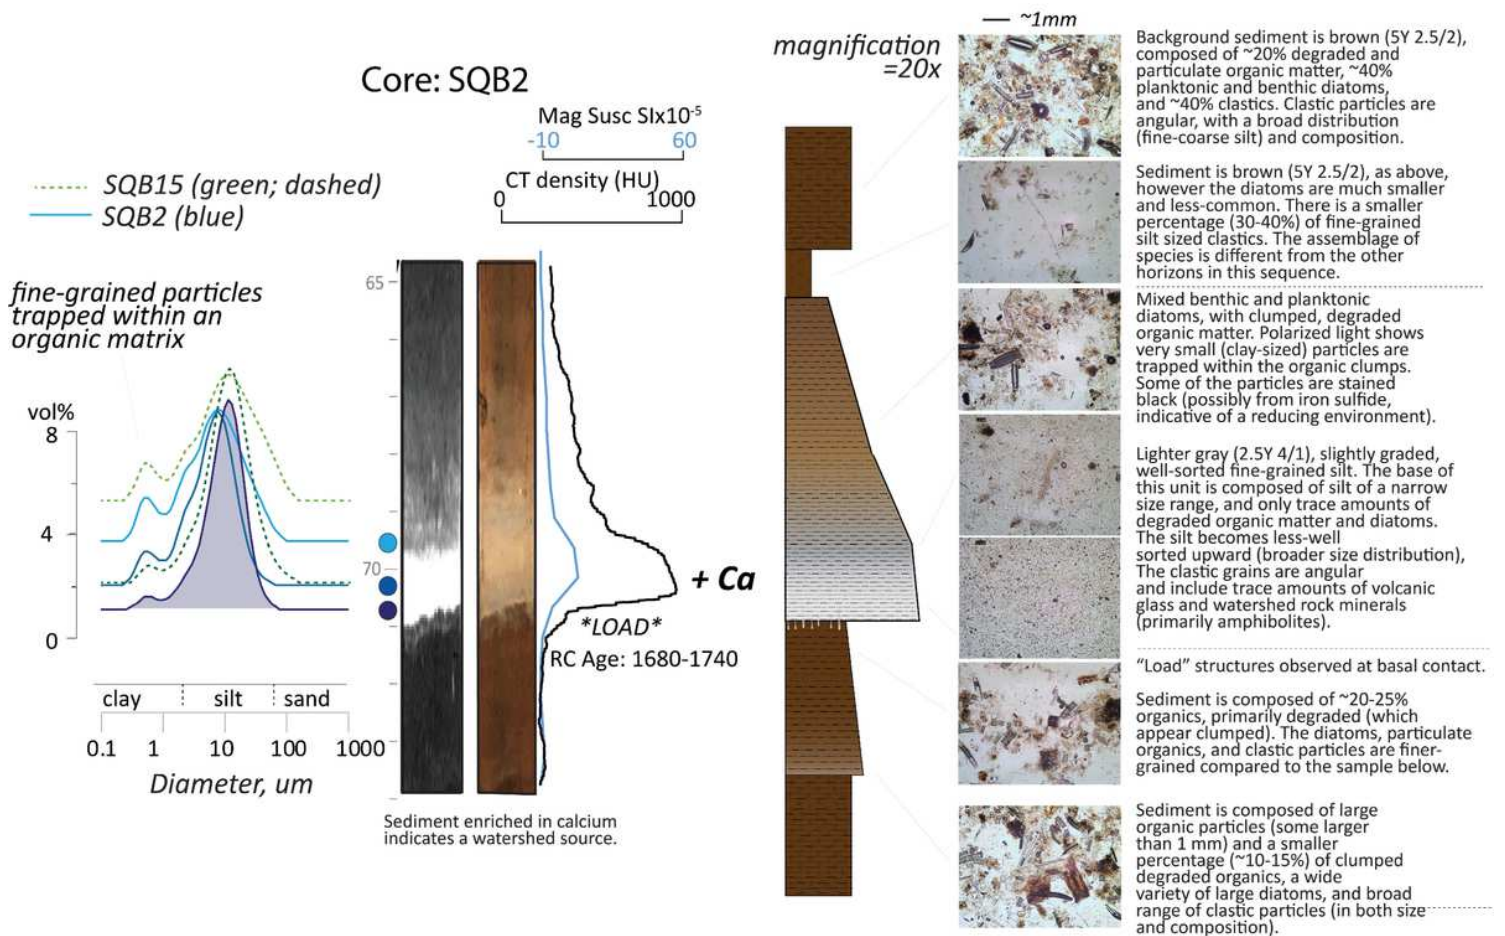 ~1mm
magnification
=20x
Core: SQB2
Mag Susc SIx10-5
-10 60
CT density (HU)
0 1000
SQB15 (green; dashed)
SQB2 (blue)
fine-grained particles
trapped within an
organic matrix
vol%
8
4
0
clay silt sand
0.1 1 10 100 1000
Diameter, um
65
70
+ Ca
*LOAD*
RC Age: 1680-1740
Sediment enriched in calcium
indicates a watershed source.
Background sediment is brown (5Y 2.5/2),
composed of ~20% degraded and
particulate organic matter, ~40%
planktonic and benthic diatoms,
and ~40% clastics. Clastic particles are
angular, with a broad distribution
(fine-coarse silt) and composition.
Sediment is brown (5Y 2.5/2), as above,
however the diatoms are much smaller
and less-common. There is a smaller
percentage (30-40%) of fine-grained
silt sized clastics. The assemblage of
species is different from the other
horizons in this sequence.
Mixed benthic and planktonic
diatoms, with clumped, degraded
organic matter. Polarized light shows
very small (clay-sized) particles are
trapped within the organic clumps.
Some of the particles are stained
black (possibly from iron sulfide,
indicative of a reducing environment).
Lighter gray (2.5Y 4/1), slightly graded,
well-sorted fine-grained silt. The base of
this unit is composed of silt of a narrow
size range, and only trace amounts of
degraded organic matter and diatoms.
The silt becomes less-well
sorted upward (broader size distribution),
The clastic grains are angular
and include trace amounts of volcanic
glass and watershed rock minerals
(primarily amphibolites).
“Load” structures observed at basal contact.
Sediment is composed of ~20-25%
organics, primarily degraded (which
appear clumped). The diatoms, particulate
organics, and clastic particles are finer-
grained compared to the sample below.
Sediment is composed of large
organic particles (some larger
than 1 mm) and a smaller
percentage (~10-15%) of clumped
degraded organics, a wide
variety of large diatoms, and broad
range of clastic particles (in both size
and composition).